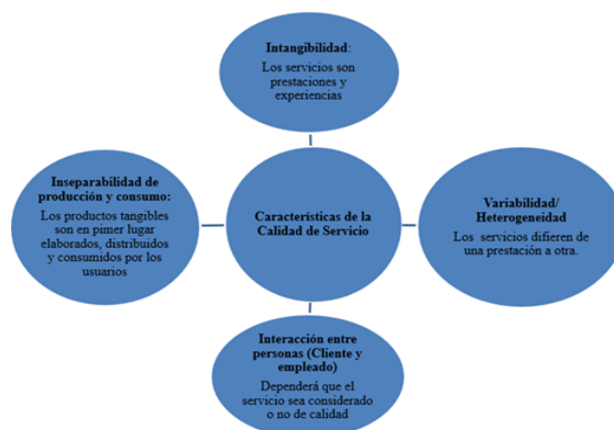 Intangibilidad:
Los servicios son
prestaciones y
experiencias
Inseparabilidad de
producción y consumo:
Los productos tangibles
son en pimer lugar
elaborados, distribuidos
y consumidos por los
usuarios
Características de la
Calidad de Servicio
Variabilidad/
Heterogeneidad
Los servicios difieren de
una prestación a otra.
Interacción entre
personas (Cliente y
empleado)
Dependerá que el
servicio sea considerado
o no de calidad